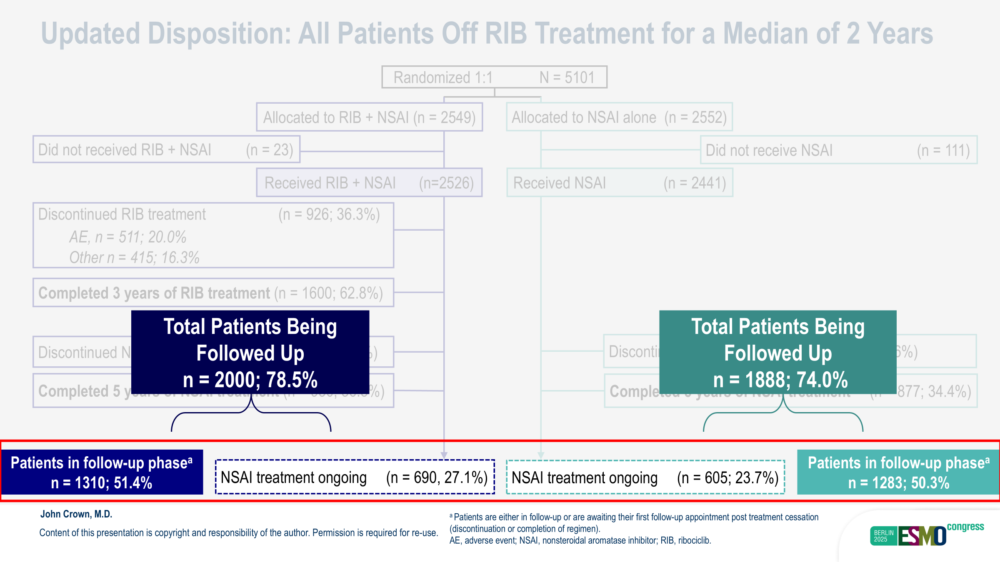 Updated Disposition: All Patients Off RIB Treatment for a Median of 2 Years
Randomized 1:1 N = 5101
Allocated to RIB + NSAI (n = 2549)
Allocated to NSAI alone (n = 2552)
Did not received RIB + NSAI (n = 23)
Did not receive NSAI (n = 111)
Received RIB + NSAI (n=2526)
Received NSAI (n = 2441)
Discontinued RIB treatment (n = 926; 36.3%)
AE, n = 511; 20.0%
Other n = 415; 16.3%
Completed 3 years of RIB treatment (n = 1600; 62.8%)
Total Patients Being
Followed Up
n = 2000; 78.5%
Total Patients Being
Followed Up
n = 1888; 74.0%
Discontinued
Completed 5
877; 34.4%)
Patients in follow-up phaseᵃ
n = 1310; 51.4%
NSAI treatment ongoing (n = 690, 27.1%)
NSAI treatment ongoing (n = 605; 23.7%)
Patients in follow-up phaseᵃ
n = 1283; 50.3%
John Crown, M.D.
Content of this presentation is copyright and responsibility of the author. Permission is required for re-use.
ᵃ Patients are either in follow-up or are awaiting their first follow-up appointment post treatment cessation
(discontinuation or completion of regimen).
AE, adverse event; NSAI, nonsteroidal aromatase inhibitor; RIB, ribociclib.
BERLIN
2025
ESMO congress